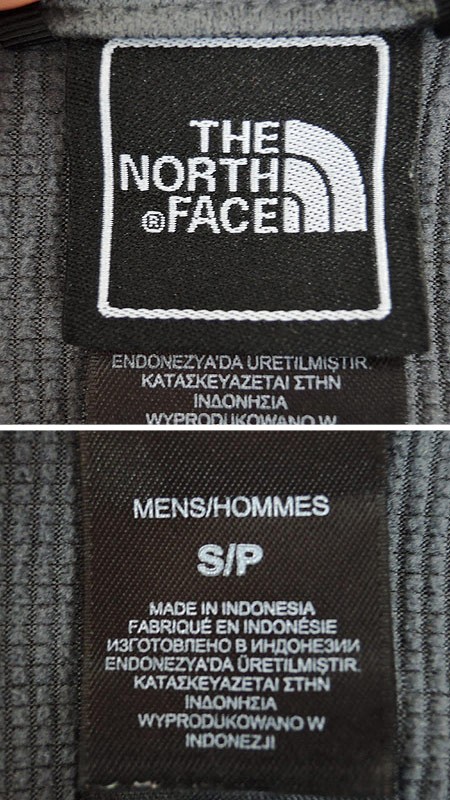 THE
NORTH
®FACE
ENDONEZYA'DA ÜRETILMIŞTIR.
ΚΑΤΑΣΚΕΥΑΖΕΤΑΙ ΣΤΗΝ
ΙΝΔΟΝΗΣΙΑ
WYPRODUKOWANO W
MENS/HOMMES
S/P
MADE IN INDONESIA
FABRIQUÉ EN INDONÉSIE
ИЗГОТОВЛЕНО В ИНДОНЕЗИИ
ENDONEZYA'DA ÜRETILMIŞTIR.
ΚΑΤΑΣΚΕΥΑΖΕΤΑΙ ΣΤΗΝ
ΙΝΔΟΝΗΣΙΑ
WYPRODUKOWANO W
INDONEZJI